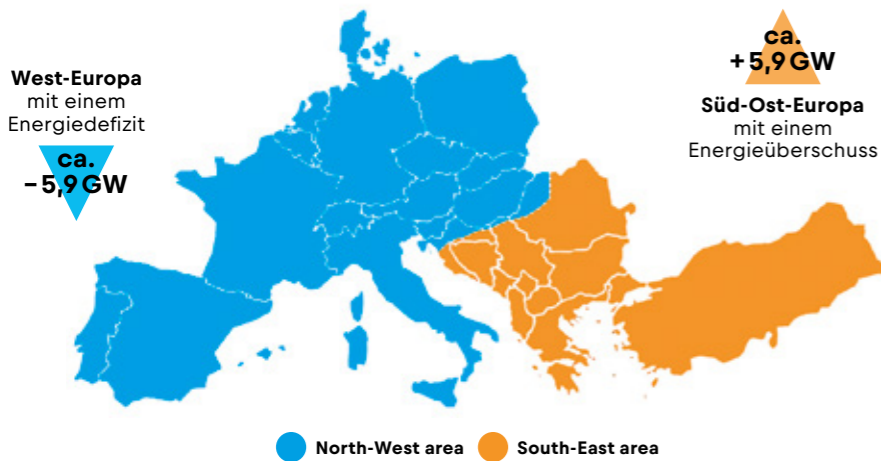 West-Europa
mit einem
Energiedefizit
ca.
– 5,9 GW
ca.
+ 5,9 GW
Süd-Ost-Europa
mit einem
Energieüberschuss
North-West area
South-East area